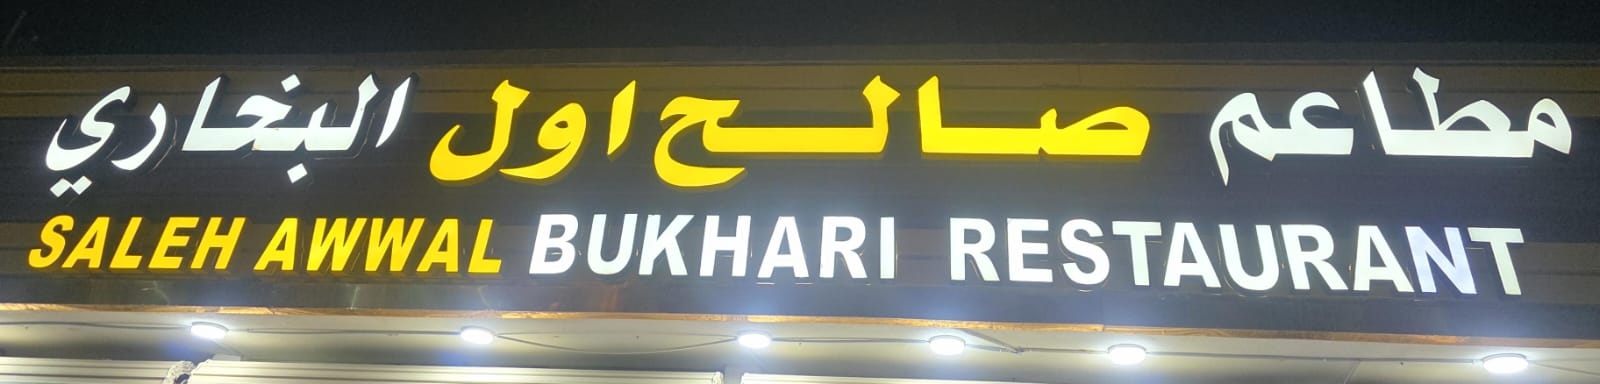 مطاعم صالح اول البخاري
SALEH AWWAL BUKHARI RESTAURANT